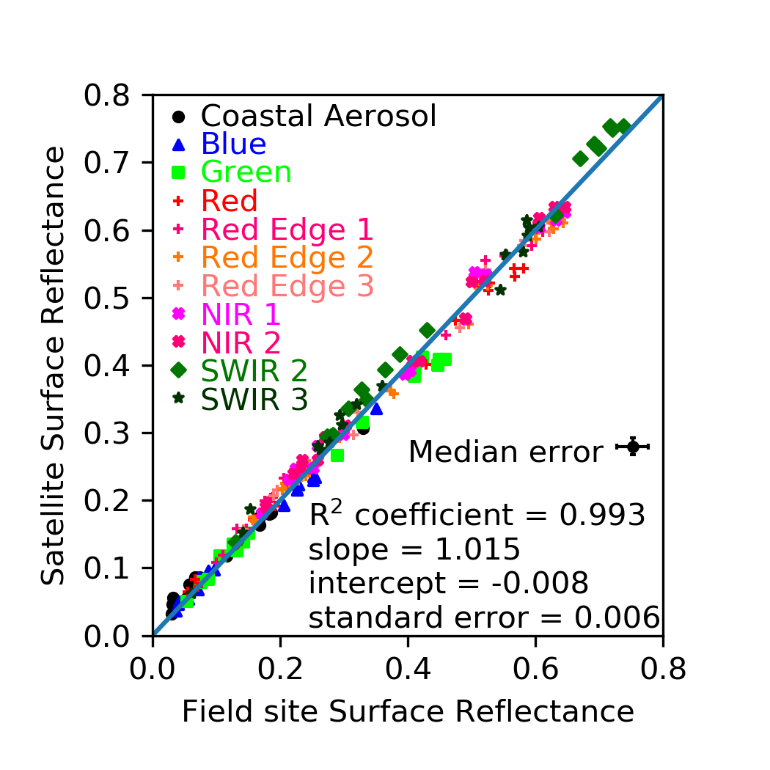 0.8
0.7
0.6
0.5
0.4
0.3
0.2
0.1
0.0
Satellite Surface Reflectance
Coastal Aerosol
Blue
Green
Red
Red Edge 1
Red Edge 2
Red Edge 3
NIR 1
NIR 2
SWIR 2
SWIR 3
Median error
R² coefficient = 0.993
slope = 1.015
intercept = -0.008
standard error = 0.006
0.0 0.2 0.4 0.6 0.8
Field site Surface Reflectance